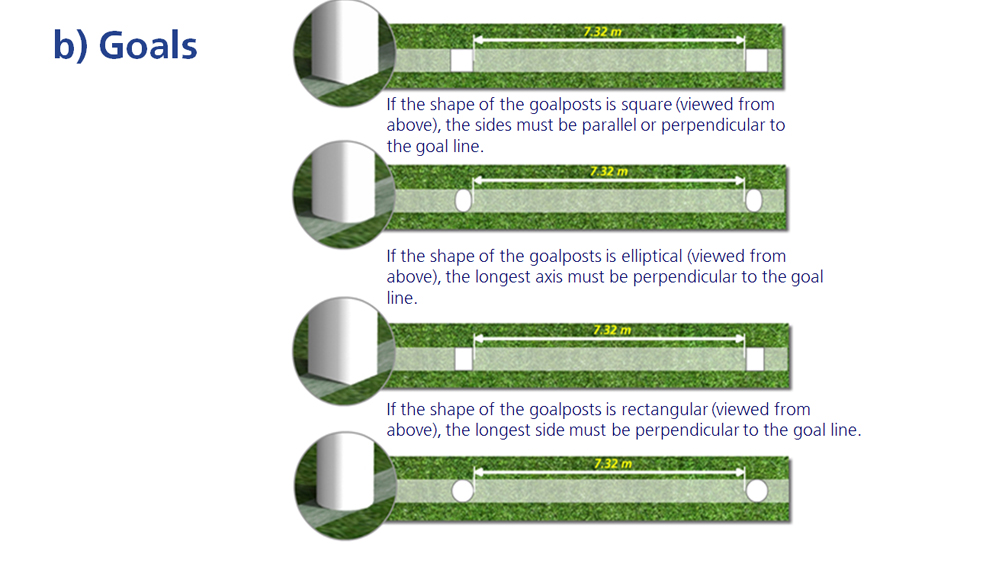 b) Goals
7.32 m
If the shape of the goalposts is square (viewed from
above), the sides must be parallel or perpendicular to
the goal line.
7.32 m
If the shape of the goalposts is elliptical (viewed from
above), the longest axis must be perpendicular to the goal
line.
7.32 m
If the shape of the goalposts is rectangular (viewed from
above), the longest side must be perpendicular to the goal line.
7.32 m